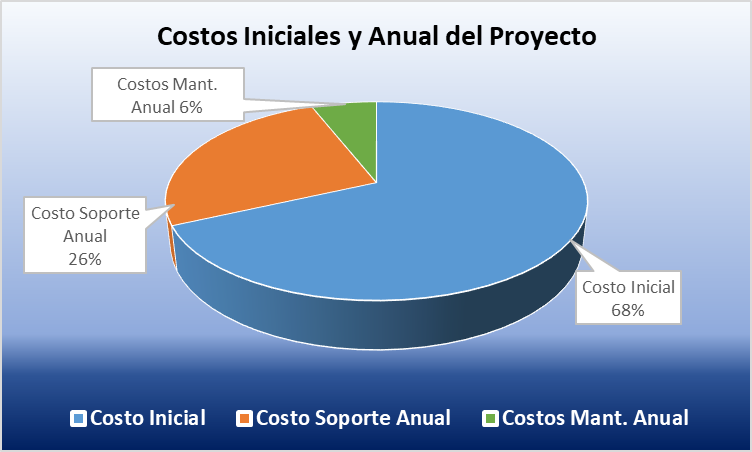 Costos Iniciales y Anual del Proyecto
Costos Mant.
Anual 6%
Costo Soporte
Anual
26%
Costo Inicial
68%
Costo Inicial
Costo Soporte Anual
Costos Mant. Anual